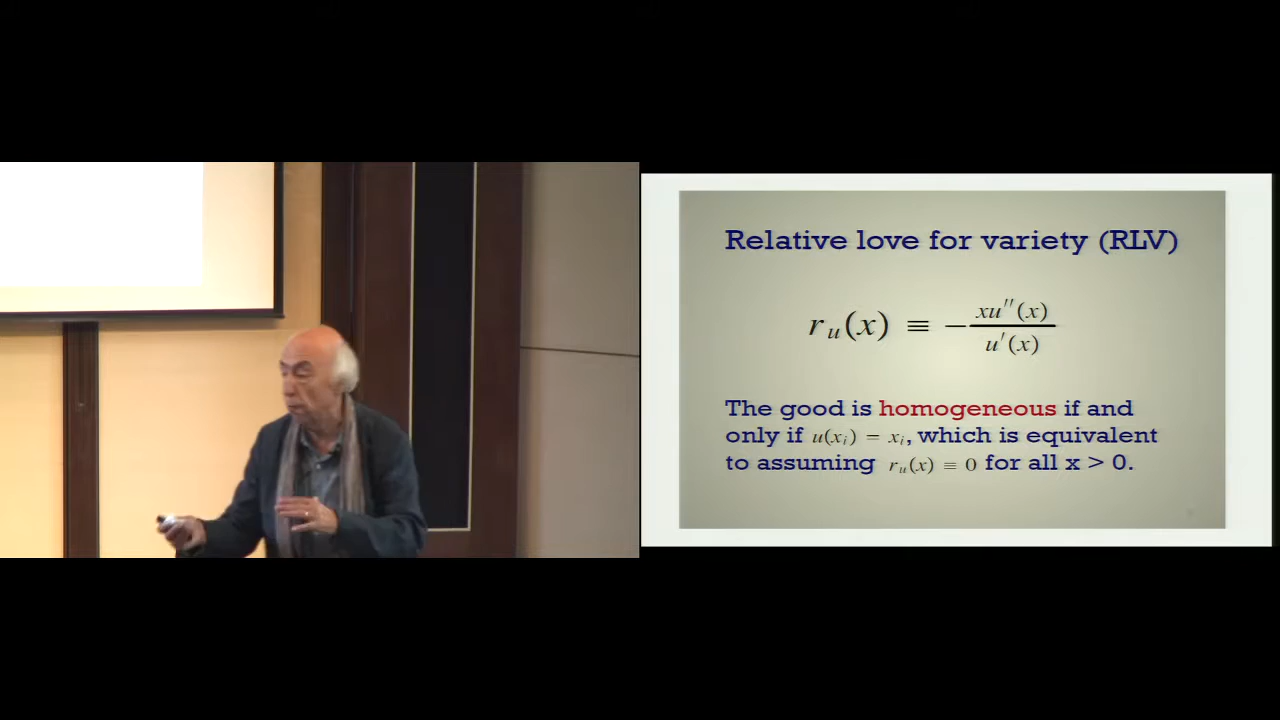 Relative love for variety (RLV)
r_u(x) ≡ −xu''(x)/u'(x)
The good is homogeneous if and
only if u(x_i) = x_i, which is equivalent
to assuming r_u(x) ≡ 0 for all x > 0.